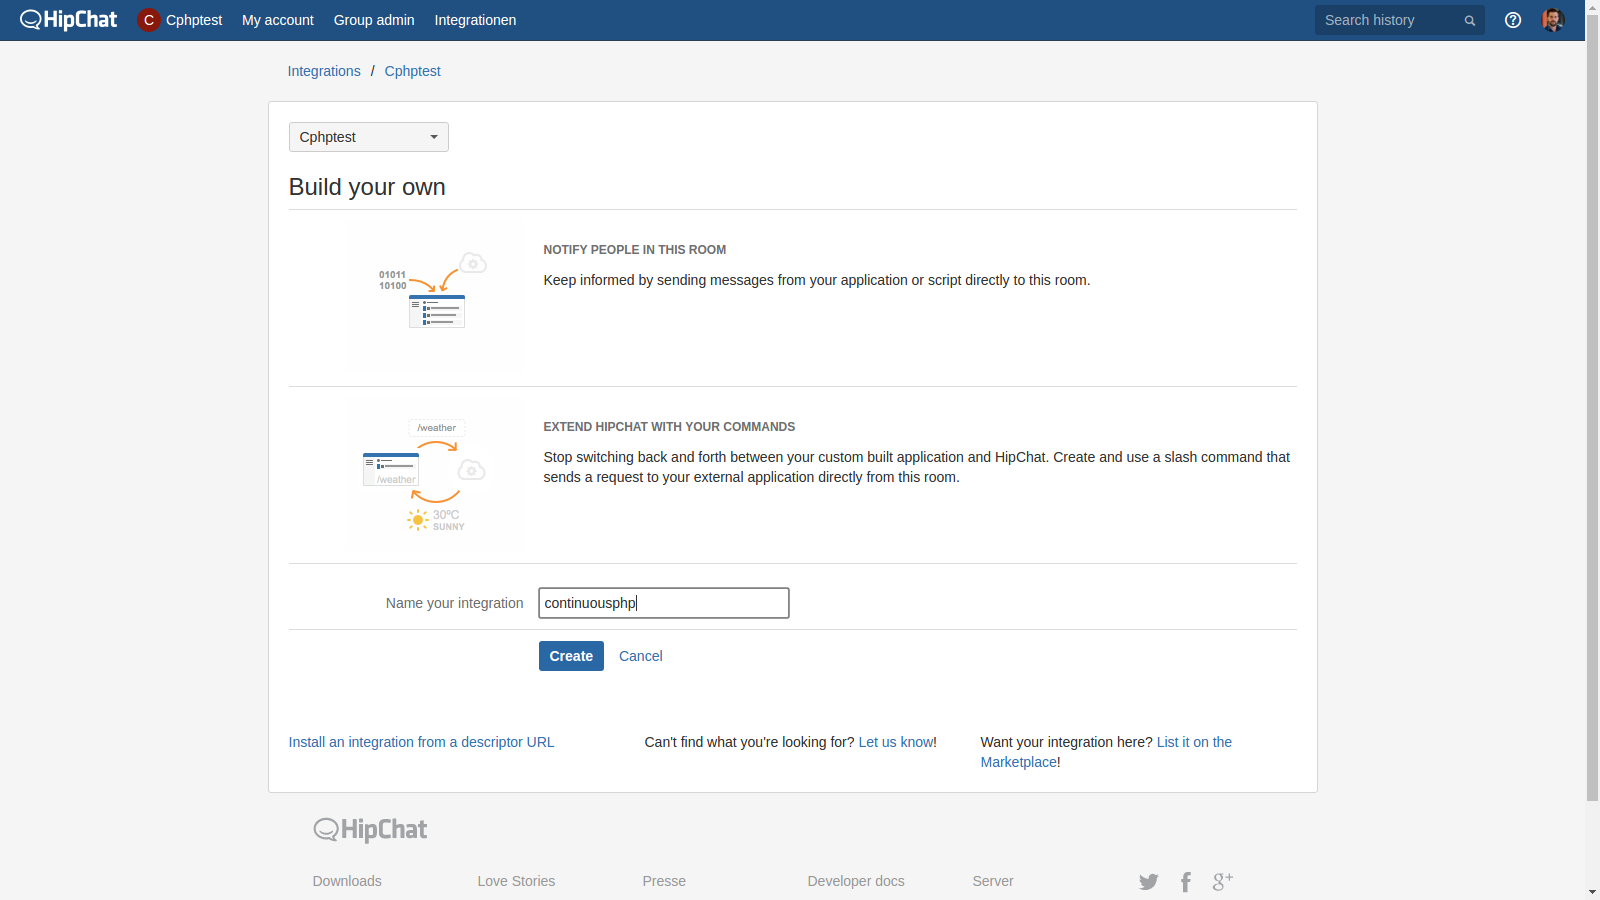 HipChat C Cphptest My account Group admin Integrationen Search history
Integrations / Cphptest
Cphptest
Build your own
NOTIFY PEOPLE IN THIS ROOM
Keep informed by sending messages from your application or script directly to this room.
01011
10100
EXTEND HIPCHAT WITH YOUR COMMANDS
Stop switching back and forth between your custom built application and HipChat. Create and use a slash command that
sends a request to your external application directly from this room.
/weather
/weather
30°C
SUNNY
Name your integration continuousphp
Create Cancel
Install an integration from a descriptor URL Can't find what you're looking for? Let us know! Want your integration here? List it on the
Marketplace!
HipChat
Downloads Love Stories Presse Developer docs Server g+